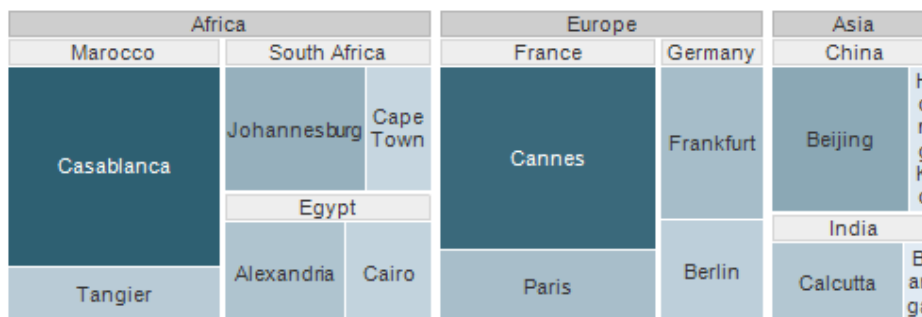 Africa
Europe
Asia
Marocco
South Africa
France
Germany
China
Casablanca
Johannesburg
Cape
Town
Cannes
Frankfurt
Beijing
Egypt
India
Tangier
Alexandria
Cairo
Paris
Berlin
Calcutta